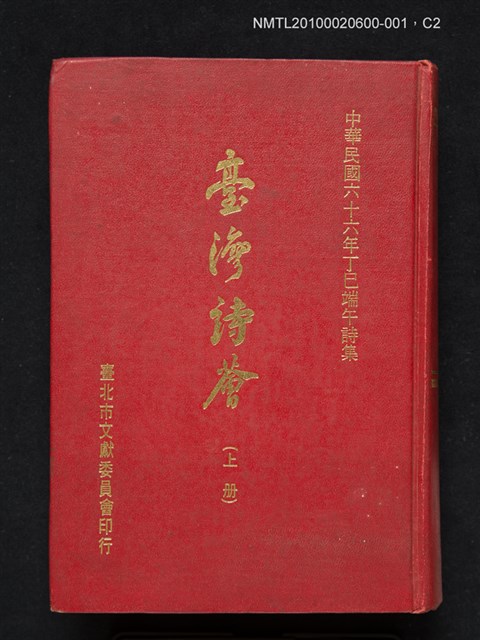 NMTL20100020600-001，C2
中華民國六十六年丁巳端午詩集
臺灣詩薈
(上册)
臺北市文獻委員會印行